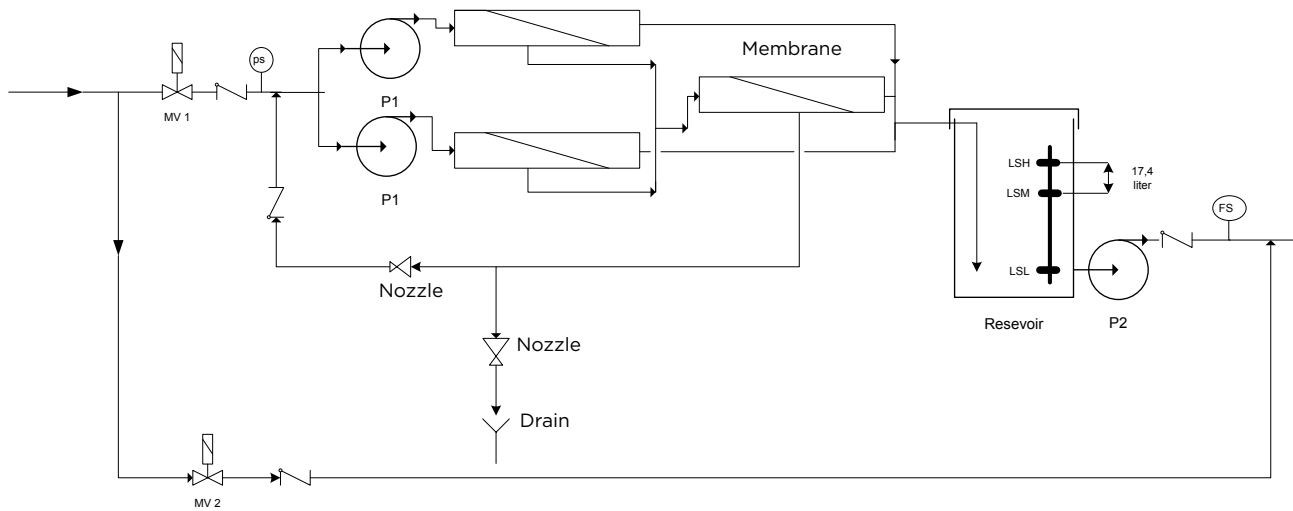 ps
MV 1
P1
P1
Membrane
LSH
LSM
LSL
17,4
liter
FS
Nozzle
Resevoir
P2
Nozzle
Drain
MV 2